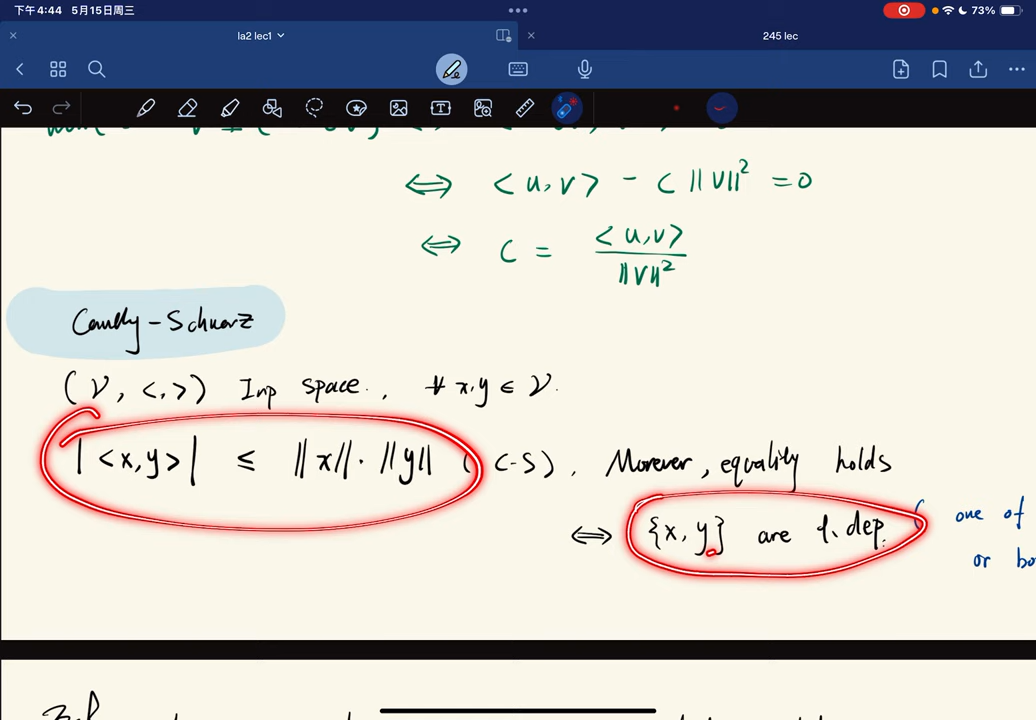 下午4:44 5月15日周三
73%
la2 lec1
245 lec
⟺ <u,v> - C ||v||² = 0
⟺ C = <u,v> / ||v||²
Cauchy-Schwarz
(V, <,>) Inp space., ∀ x,y ∈ V.
|<x,y>| ≤ ||x||·||y|| (C-S). Morever, equality holds
⟺ {x,y} are l.dep. (one of
or bo